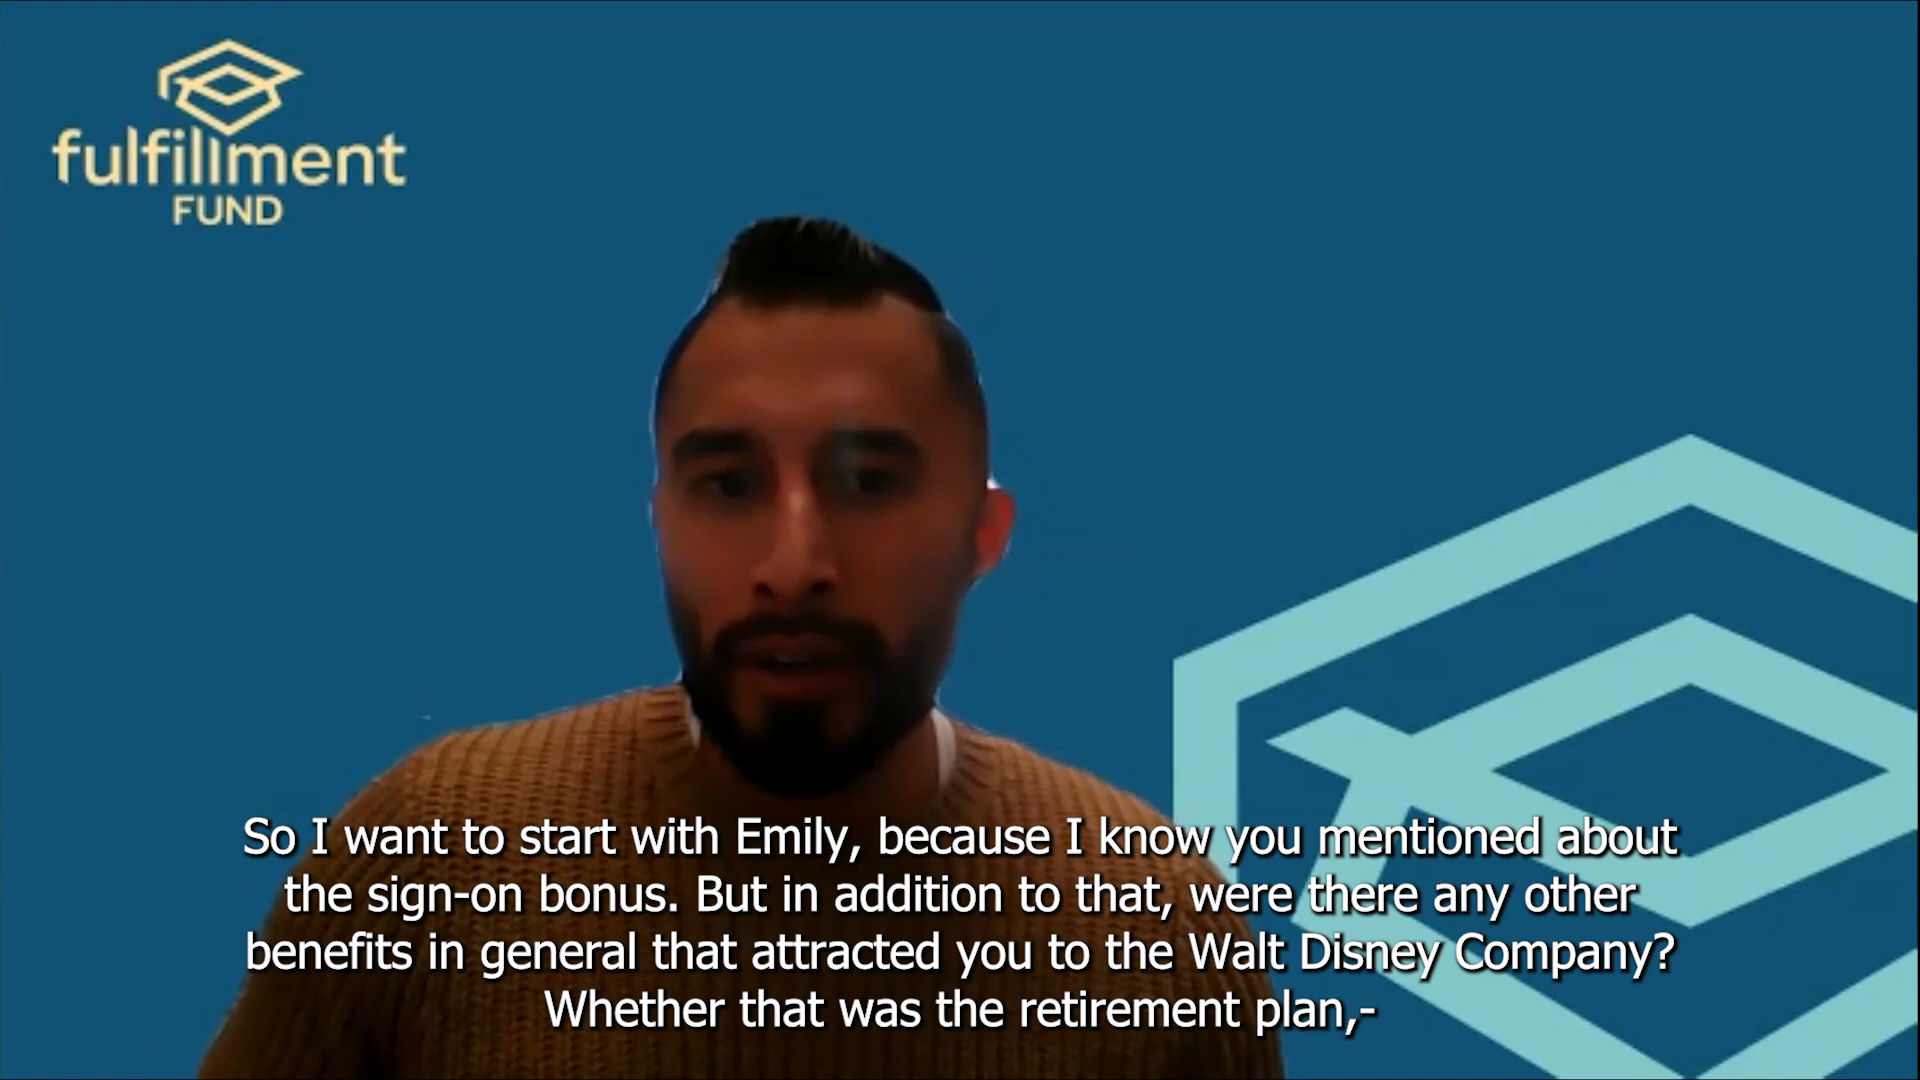 fulfillment
FUND
So I want to start with Emily, because I know you mentioned about
the sign-on bonus. But in addition to that, were there any other
benefits in general that attracted you to the Walt Disney Company?
Whether that was the retirement plan,-